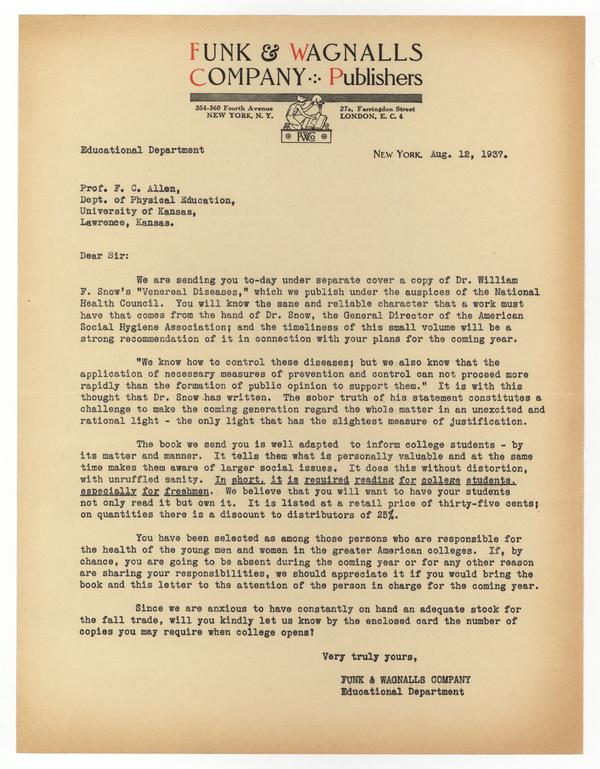 FUNK & WAGNALLS
COMPANY Publishers
354-360 Fourth Avenue
NEW YORK, N. Y.
27a, Farringdon Street
LONDON, E. C. 4
F&WCo
Educational Department
NEW YORK. Aug. 12, 1937.
Prof. F. C. Allen,
Dept. of Physical Education,
University of Kansas,
Lawrence, Kansas.
Dear Sir:
We are sending you to-day under separate cover a copy of Dr. William
F. Snow's "Venereal Diseases," which we publish under the auspices of the National
Health Council. You will know the sane and reliable character that a work must
have that comes from the hand of Dr. Snow, the General Director of the American
Social Hygiene Association; and the timeliness of this small volume will be a
strong recommendation of it in connection with your plans for the coming year.
"We know how to control these diseases; but we also know that the
application of necessary measures of prevention and control can not proceed more
rapidly than the formation of public opinion to support them." It is with this
thought that Dr. Snow has written. The sober truth of his statement constitutes a
challenge to make the coming generation regard the whole matter in an unexcited and
rational light - the only light that has the slightest measure of justification.
The book we send you is well adapted to inform college students - by
its matter and manner. It tells them what is personally valuable and at the same
time makes them aware of larger social issues. It does this without distortion,
with unruffled sanity. In short, it is required reading for college students,
especially for freshmen. We believe that you will want to have your students
not only read it but own it. It is listed at a retail price of thirty-five cents;
on quantities there is a discount to distributors of 25%.
You have been selected as among those persons who are responsible for
the health of the young men and women in the greater American colleges. If, by
chance, you are going to be absent during the coming year or for any other reason
are sharing your responsibilities, we should appreciate it if you would bring the
book and this letter to the attention of the person in charge for the coming year.
Since we are anxious to have constantly on hand an adequate stock for
the fall trade, will you kindly let us know by the enclosed card the number of
copies you may require when college opens?
Very truly yours,
FUNK & WAGNALLS COMPANY
Educational Department